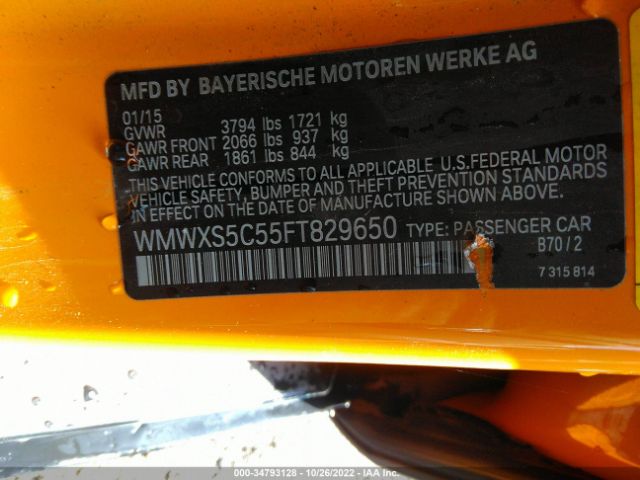 MFD BY BAYERISCHE MOTOREN WERKE AG
01/15
GVWR 3794 lbs 1721 kg
GAWR FRONT 2066 lbs 937 kg
GAWR REAR 1861 lbs 844 kg
THIS VEHICLE CONFORMS TO ALL APPLICABLE U.S.FEDERAL MOTOR
VEHICLE SAFETY, BUMPER AND THEFT PREVENTION STANDARDS
IN EFFECT ON THE DATE OF MANUFACTURE SHOWN ABOVE.
WMWXS5C55FT829650 TYPE: PASSENGER CAR
B70/2
7 315 814
000-34793128 - 10/26/2022 - IAA Inc.